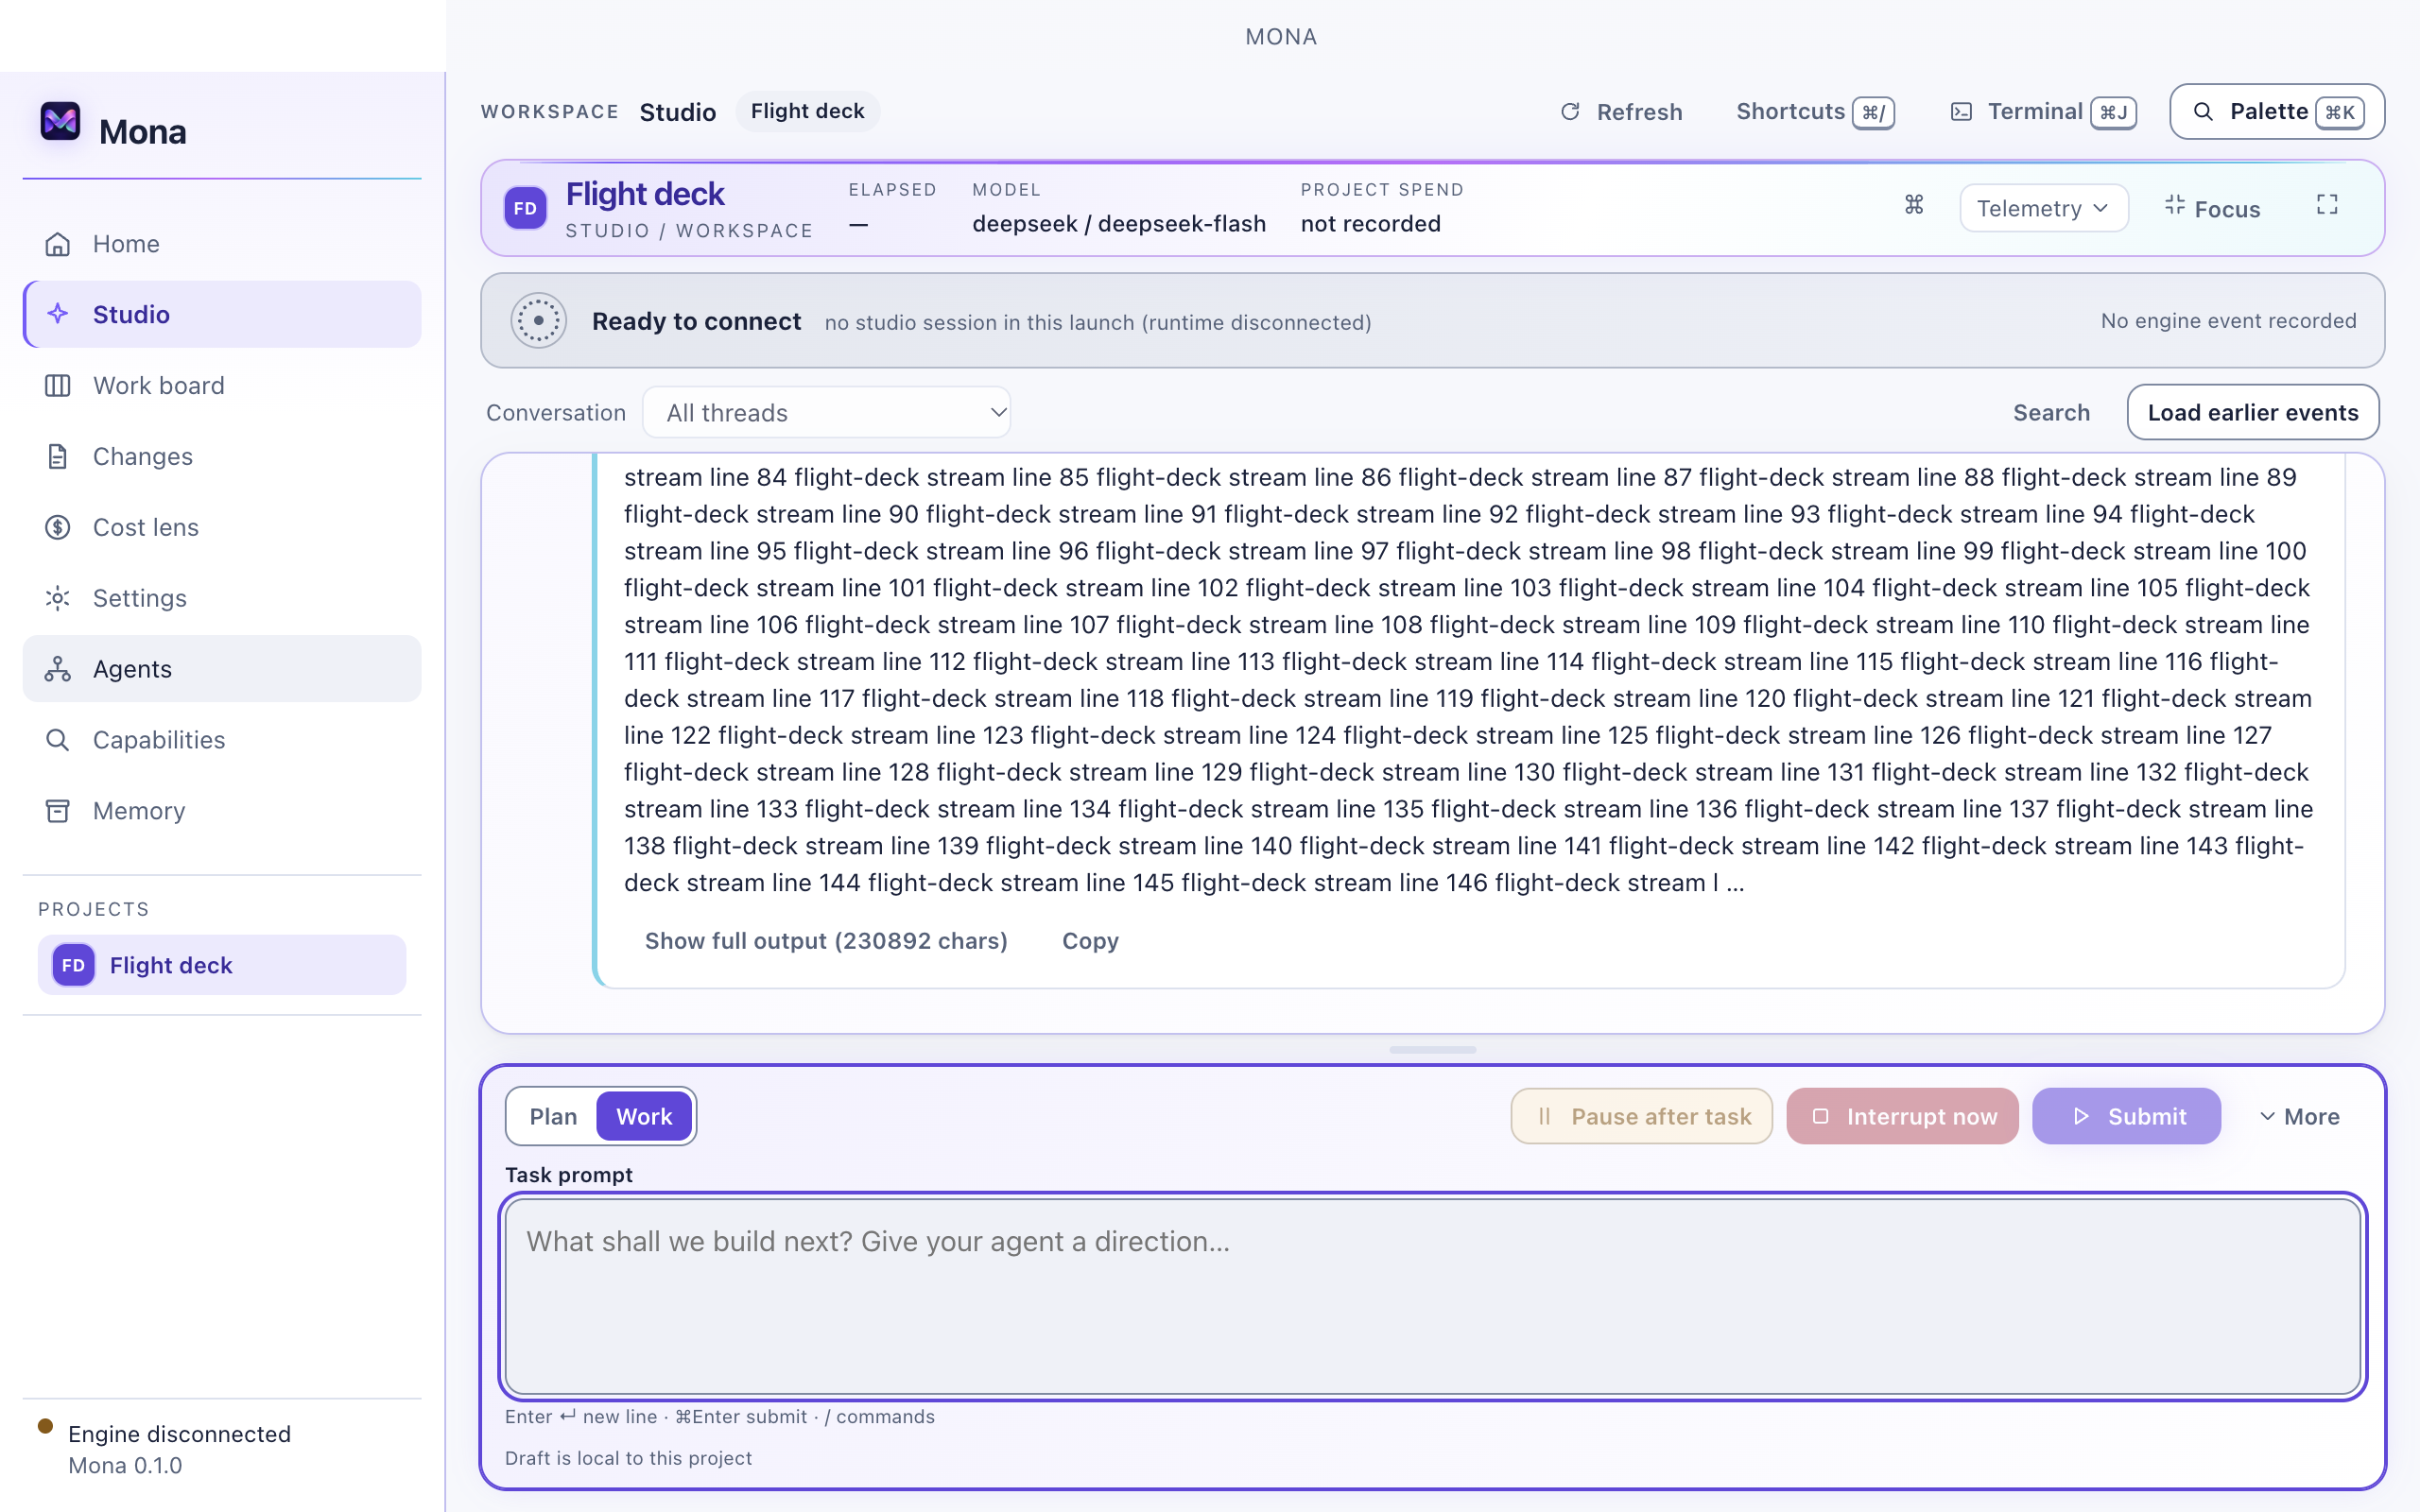 MONA
Mona
Home
Studio
Work board
Changes
Cost lens
Settings
Agents
Capabilities
Memory
PROJECTS
FD Flight deck
Engine disconnected
Mona 0.1.0
WORKSPACE Studio Flight deck
Refresh Shortcuts ⌘/ Terminal ⌘J Palette ⌘K
FD Flight deck
STUDIO / WORKSPACE
ELAPSED
—
MODEL
deepseek / deepseek-flash
PROJECT SPEND
not recorded
⌘ Telemetry Focus
Ready to connect no studio session in this launch (runtime disconnected) No engine event recorded
Conversation All threads Search Load earlier events
stream line 84 flight-deck stream line 85 flight-deck stream line 86 flight-deck stream line 87 flight-deck stream line 88 flight-deck stream line 89
flight-deck stream line 90 flight-deck stream line 91 flight-deck stream line 92 flight-deck stream line 93 flight-deck stream line 94 flight-deck
stream line 95 flight-deck stream line 96 flight-deck stream line 97 flight-deck stream line 98 flight-deck stream line 99 flight-deck stream line 100
flight-deck stream line 101 flight-deck stream line 102 flight-deck stream line 103 flight-deck stream line 104 flight-deck stream line 105 flight-deck
stream line 106 flight-deck stream line 107 flight-deck stream line 108 flight-deck stream line 109 flight-deck stream line 110 flight-deck stream line
111 flight-deck stream line 112 flight-deck stream line 113 flight-deck stream line 114 flight-deck stream line 115 flight-deck stream line 116 flight-
deck stream line 117 flight-deck stream line 118 flight-deck stream line 119 flight-deck stream line 120 flight-deck stream line 121 flight-deck stream
line 122 flight-deck stream line 123 flight-deck stream line 124 flight-deck stream line 125 flight-deck stream line 126 flight-deck stream line 127
flight-deck stream line 128 flight-deck stream line 129 flight-deck stream line 130 flight-deck stream line 131 flight-deck stream line 132 flight-deck
stream line 133 flight-deck stream line 134 flight-deck stream line 135 flight-deck stream line 136 flight-deck stream line 137 flight-deck stream line
138 flight-deck stream line 139 flight-deck stream line 140 flight-deck stream line 141 flight-deck stream line 142 flight-deck stream line 143 flight-
deck stream line 144 flight-deck stream line 145 flight-deck stream line 146 flight-deck stream l ...
Show full output (230892 chars) Copy
Plan Work Pause after task Interrupt now Submit More
Task prompt
What shall we build next? Give your agent a direction...
Enter ↵ new line · ⌘Enter submit · / commands
Draft is local to this project